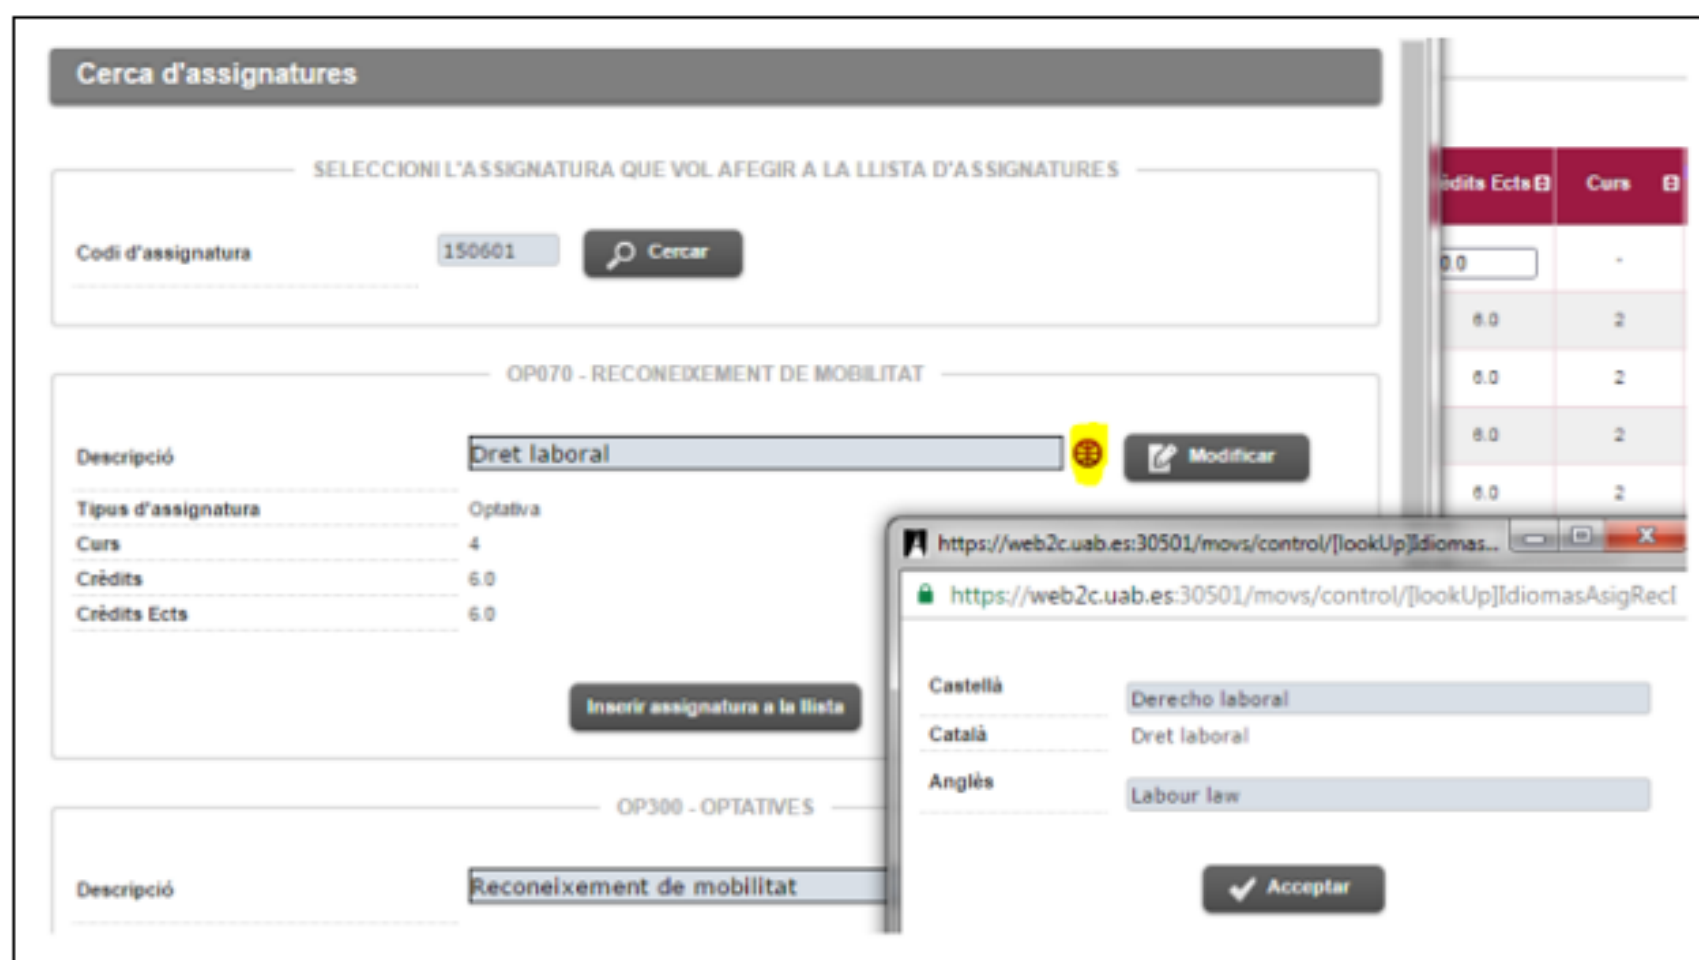 Cerca d'assignatures
SELECCIONI L'ASSIGNATURA QUE VOL AFEGIR A LA LLISTA D'ASSIGNATURES
Codi d'assignatura 150601 Cercar
OP070 - RECONEIXEMENT DE MOBILITAT
Descripció Dret laboral Modificar
Tipus d'assignatura Optativa
Curs 4
Crèdits 6.0
Crèdits Ects 6.0
Inserir assignatura a la llista
OP300 - OPTATIVES
Descripció Reconeixement de mobilitat
èdits Ects Curs
0.0 -
6.0 2
6.0 2
6.0 2
6.0 2
https://web2c.uab.es:30501/movs/control/[lookUp]Idiomas...
https://web2c.uab.es:30501/movs/control/[lookUp]IdiomasAsigRecI
Castellà Derecho laboral
Català Dret laboral
Anglès Labour law
Acceptar